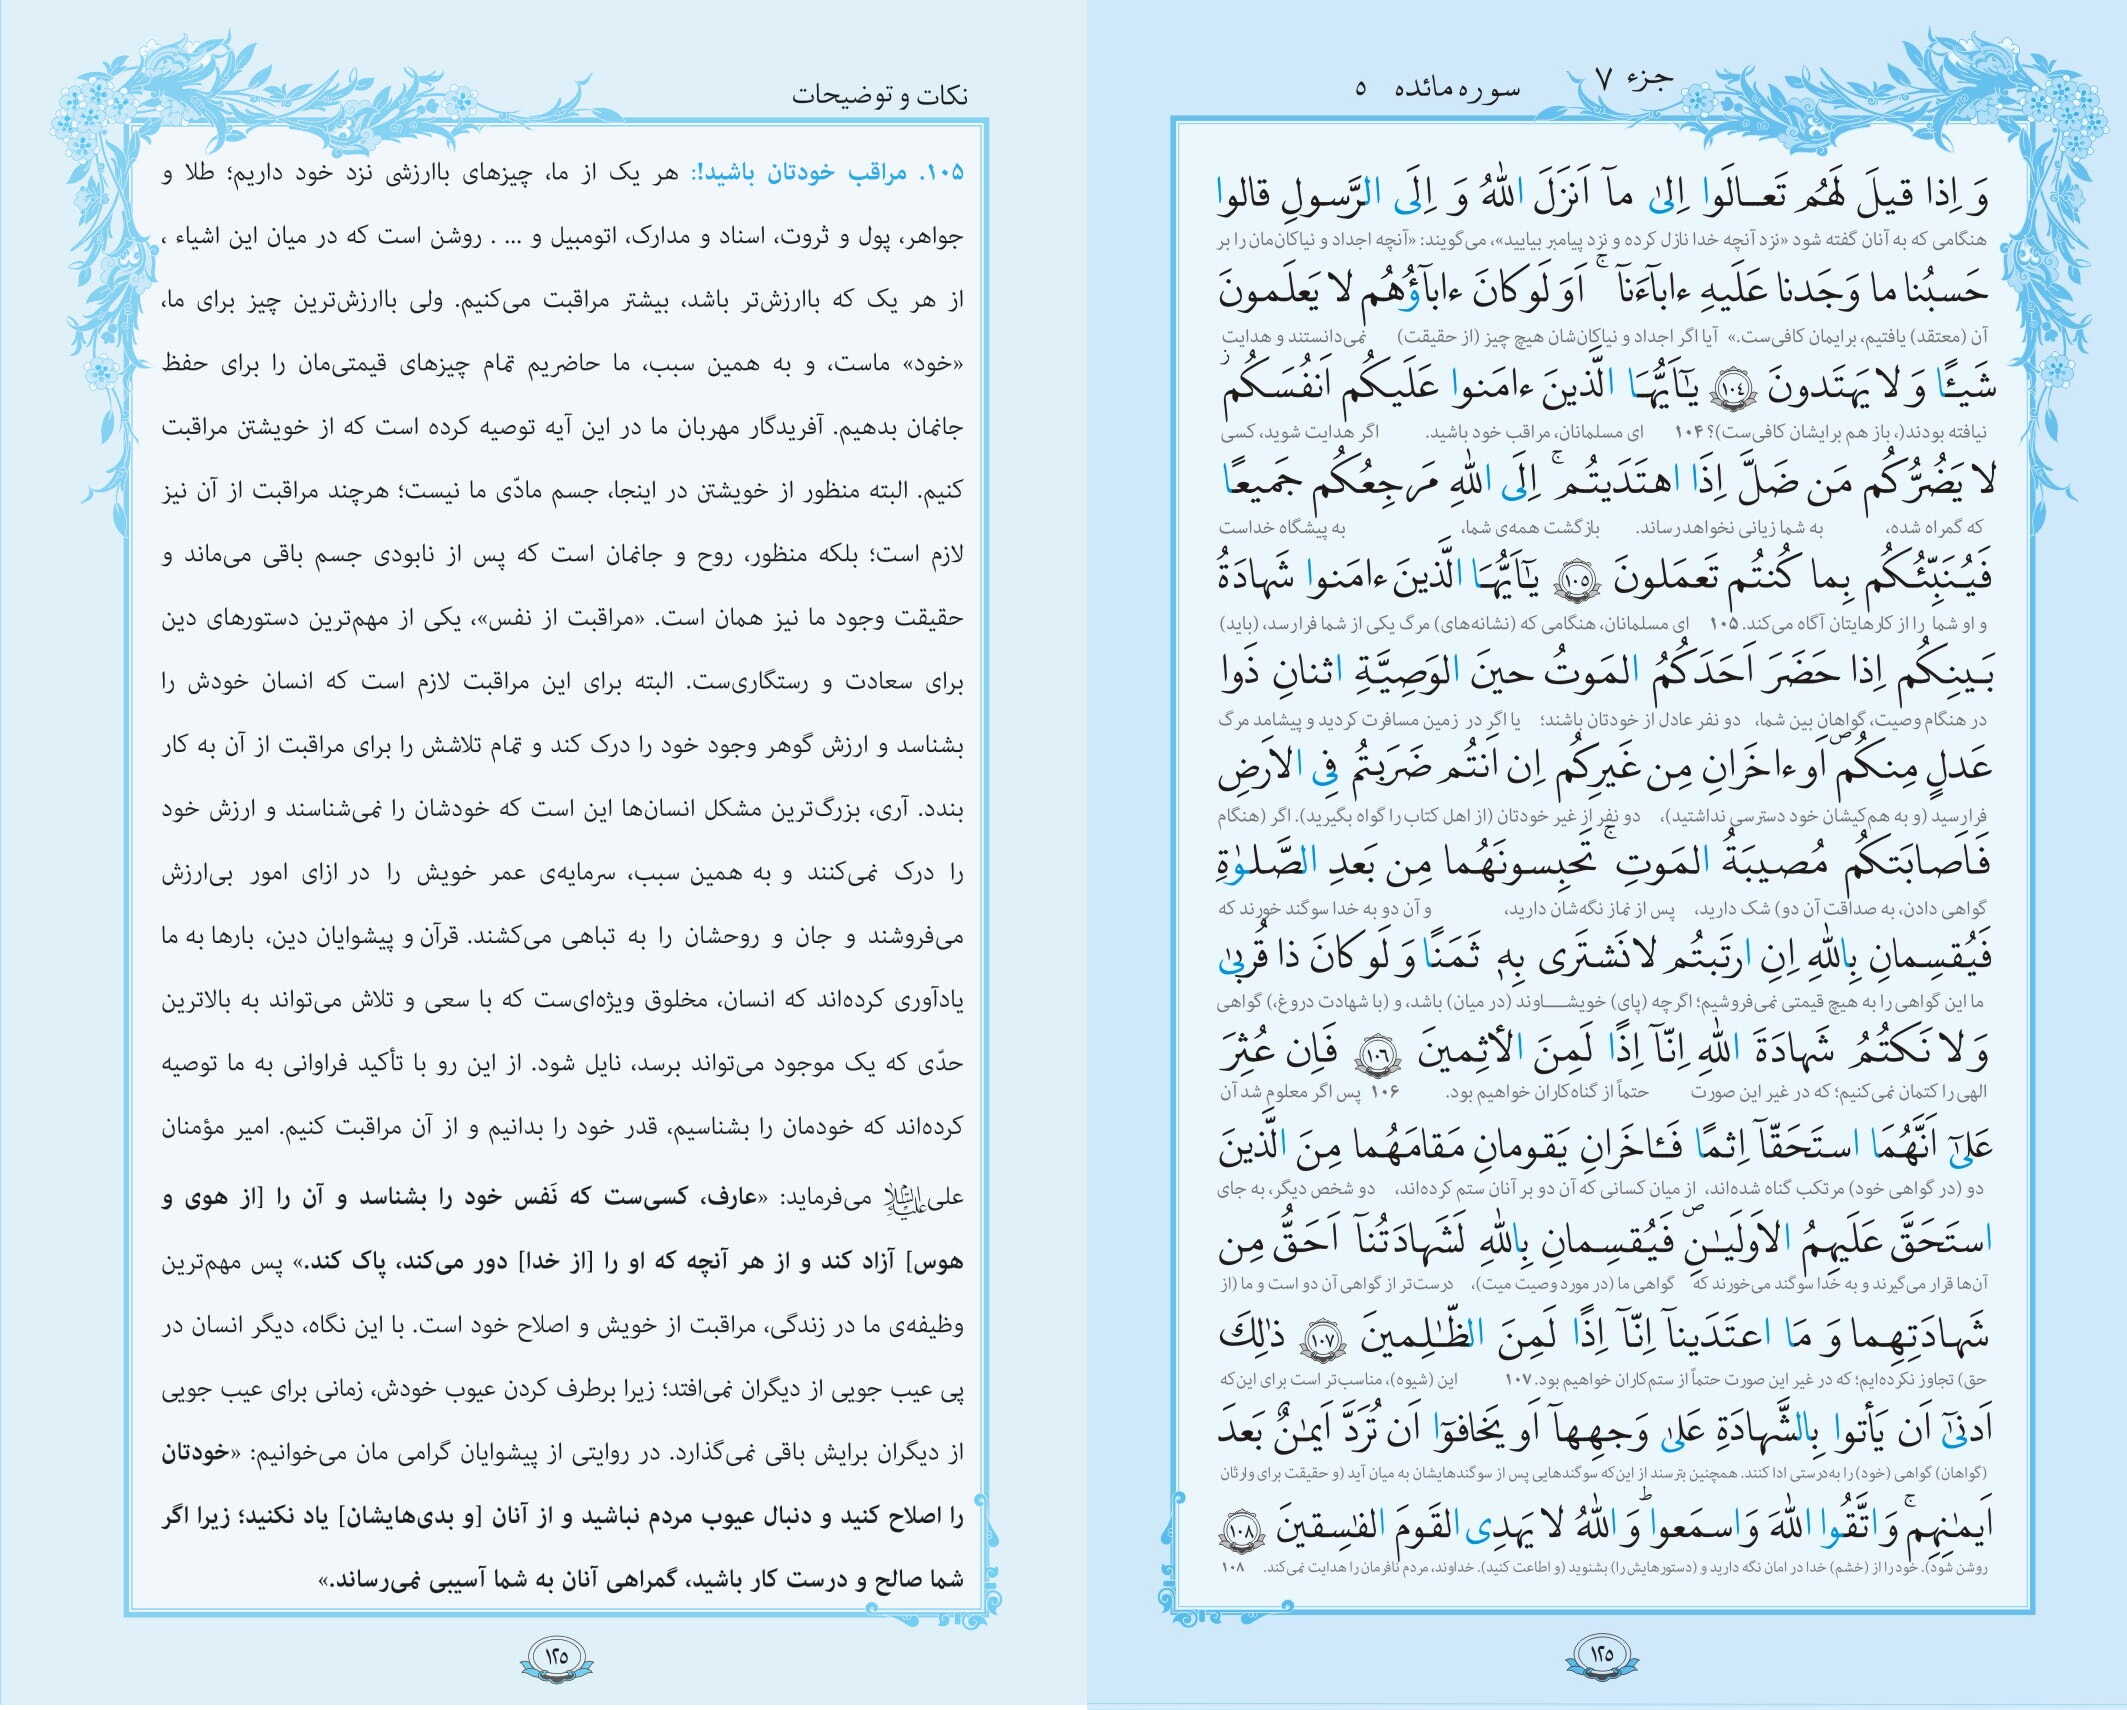 جزء ۷ سوره مائده ۵
وَ اِذا قيلَ لَهُم تَعـالَوا اِلىٰ ماۤ اَنزَلَ اللّٰهُ وَ اِلَى الرَّسولِ قالوا
هنگامی که به آنان گفته شود «نزد آنچه خدا نازل کرده و نزد پیامبر بیایید»، می‌گویند: «آنچه اجداد و نیاکان‌مان را بر
حَسبُنا ما وَجَدنا عَلَيهِ ءابآءَناۤ ۚ اَوَ لَو كانَ ءابآؤُهُم لا يَعلَمونَ
آن (معتقد) یافتیم، برایمان کافی‌ست.» آیا اگر اجداد و نیاکان‌شان هیچ چیز (از حقیقت) نمی‌دانستند و هدایت
شَيـًٔا وَ لا يَهتَدونَ ﴿١٠٤﴾ يـٰۤاَيُّهَا الَّذينَ ءامَنوا عَلَيكُم اَنفُسَكُم ۖ
نیافته بودند(، باز هم برایشان کافی‌ست)؟ ۱۰۴ ای مسلمانان، مراقب خود باشید. اگر هدایت شوید، کسی
لا يَضُرُّكُم مَن ضَلَّ اِذَا اهتَدَيتُم ۚ اِلَى اللّٰهِ مَرجِعُكُم جَميعًا
که گمراه شده، به شما زیانی نخواهد رساند. بازگشت همه‌ی شما، به پیشگاه خداست
فَيُنَبِّئُكُم بِما كُنتُم تَعمَلونَ ﴿١٠٥﴾ يـٰۤاَيُّهَا الَّذينَ ءامَنوا شَهادَةُ
و او شما را از کارهایتان آگاه می‌کند. ۱۰۵ ای مسلمانان، هنگامی که (نشانه‌های) مرگ یکی از شما فرا رسد، (باید)
بَينِكُم اِذا حَضَرَ اَحَدَكُمُ المَوتُ حينَ الوَصِيَّةِ اثنانِ ذَوا
در هنگام وصیت، گواهانِ بین شما، دو نفر عادل از خودتان باشند؛ یا اگر در زمین مسافرت کردید و پیشامد مرگ
عَدلٍ مِنكُم اَو ءاخَرانِ مِن غَيرِكُم اِن اَنتُم ضَرَبتُم فِى الاَرضِ
فرا رسید (و به هم‌کیشان خود دسترسی نداشتید)، دو نفر از غیر خودتان (از اهل کتاب را گواه بگیرید). اگر (هنگام
فَاَصابَتكُم مُصيبَةُ المَوتِ ۚ تَحبِسونَهُما مِن بَعدِ الصَّلوٰةِ
گواهی دادن، به صداقت آن دو) شک دارید، پس از نماز نگه‌شان دارید، و آن دو به خدا سوگند خورند که
فَيُقسِمانِ بِاللّٰهِ اِنِ ارتَبتُم لا نَشتَرى بِهٖ ثَمَنًا وَ لَو كانَ ذا قُربىٰ
ما این گواهی را به هیچ قیمتی نمی‌فروشیم؛ اگرچه (پای) خویشـاوند (در میان) باشد، و (با شهادت دروغ،) گواهی
وَ لا نَكتُمُ شَهادَةَ اللّٰهِ اِنّاۤ اِذًا لَمِنَ الأثِمينَ ﴿١٠٦﴾ فَاِن عُثِرَ
الهی را کتمان نمی‌کنیم؛ که در غیر این صورت حتماً از گناه‌کاران خواهیم بود. ۱۰۶ پس اگر معلوم شد آن
عَلىٰۤ اَنَّهُمَا استَحَقّاۤ اِثمًا فَـٔاخَرانِ يَقومانِ مَقامَهُما مِنَ الَّذينَ
دو (در گواهی خود) مرتکب گناه شده‌اند، از میان کسانی که آن دو بر آنان ستم کرده‌اند، دو شخص دیگر، به جای
استَحَقَّ عَلَيهِمُ الاَولَيـٰنِ فَيُقسِمانِ بِاللّٰهِ لَشَهادَتُناۤ اَحَقُّ مِن
آن‌ها قرار می‌گیرند و به خدا سوگند می‌خورند که گواهی ما (در مورد وصیت میت)، درست‌تر از گواهی آن دو است و ما (از
شَهادَتِهِما وَ مَا اعتَدَيناۤ اِنّاۤ اِذًا لَمِنَ الظّـٰلِمينَ ﴿١٠٧﴾ ذٰلِكَ
حق) تجاوز نکرده‌ایم؛ که در غیر این صورت حتماً از ستم‌کاران خواهیم بود. ۱۰۷ این (شیوه)، مناسب‌تر است برای این‌که
اَدنىٰۤ اَن يَأتوا بِالشَّهادَةِ عَلىٰ وَجهِهاۤ اَو يَخافوۤا اَن تُرَدَّ اَيمـٰنٌ بَعدَ
(گواهان) گواهی (خود) را به‌درستی ادا کنند. همچنین بترسند از این‌که سوگندهایی پس از سوگندهایشان به میان آید (و حقیقت برای وارثان
اَيمـٰنِهِم ۚ وَ اتَّقُوا اللّٰهَ وَ اسمَعوا ۗ وَ اللّٰهُ لا يَهدِى القَومَ الفـٰسِقينَ ﴿١٠٨﴾
روشن شود). خود را از (خشم) خدا در امان نگه دارید و (دستورهایش را) بشنوید (و اطاعت کنید). خداوند، مردم نافرمان را هدایت نمی‌کند. ۱۰۸
۱۲۵
نکات و توضیحات
۱۰۵. مراقب خودتان باشید!: هر یک از ما، چیزهای باارزشی نزد خود داریم؛ طلا و
جواهر، پول و ثروت، اسناد و مدارک، اتومبیل و ... . روشن است که در میان این اشیاء ،
از هر یک که باارزش‌تر باشد، بیشتر مراقبت می‌کنیم. ولی باارزش‌ترین چیز برای ما،
«خود» ماست، و به همین سبب، ما حاضریم تمام چیزهای قیمتی‌مان را برای حفظ
جانمان بدهیم. آفریدگار مهربان ما در این آیه توصیه کرده است که از خویشتن مراقبت
کنیم. البته منظور از خویشتن در اینجا، جسم مادّی ما نیست؛ هرچند مراقبت از آن نیز
لازم است؛ بلکه منظور، روح و جانمان است که پس از نابودی جسم باقی می‌ماند و
حقیقت وجود ما نیز همان است. «مراقبت از نفس»، یکی از مهم‌ترین دستورهای دین
برای سعادت و رستگاری‌ست. البته برای این مراقبت لازم است که انسان خودش را
بشناسد و ارزش گوهر وجود خود را درک کند و تمام تلاشش را برای مراقبت از آن به کار
بندد. آری، بزرگ‌ترین مشکل انسان‌ها این است که خودشان را نمی‌شناسند و ارزش خود
را درک نمی‌کنند و به همین سبب، سرمایه‌ی عمر خویش را در ازای امور بی‌ارزش
می‌فروشند و جان و روحشان را به تباهی می‌کشند. قرآن و پیشوایان دین، بارها به ما
یادآوری کرده‌اند که انسان، مخلوق ویژه‌ای‌ست که با سعی و تلاش می‌تواند به بالاترین
حدّی که یک موجود می‌تواند برسد، نایل شود. از این رو با تأکید فراوانی به ما توصیه
کرده‌اند که خودمان را بشناسیم، قدر خود را بدانیم و از آن مراقبت کنیم. امیر مؤمنان
علی علیه‌السلام می‌فرماید: «عارف، کسی‌ست که نَفس خود را بشناسد و آن را [از هوی و
هوس] آزاد کند و از هر آنچه که او را [از خدا] دور می‌کند، پاک کند.» پس مهم‌ترین
وظیفه‌ی ما در زندگی، مراقبت از خویش و اصلاح خود است. با این نگاه، دیگر انسان در
پی عیب جویی از دیگران نمی‌افتد؛ زیرا برطرف کردن عیوب خودش، زمانی برای عیب جویی
از دیگران برایش باقی نمی‌گذارد. در روایتی از پیشوایان گرامی مان می‌خوانیم: «خودتان
را اصلاح کنید و دنبال عیوب مردم نباشید و از آنان [و بدی‌هایشان] یاد نکنید؛ زیرا اگر
شما صالح و درست کار باشید، گمراهی آنان به شما آسیبی نمی‌رساند.»
۱۲۵